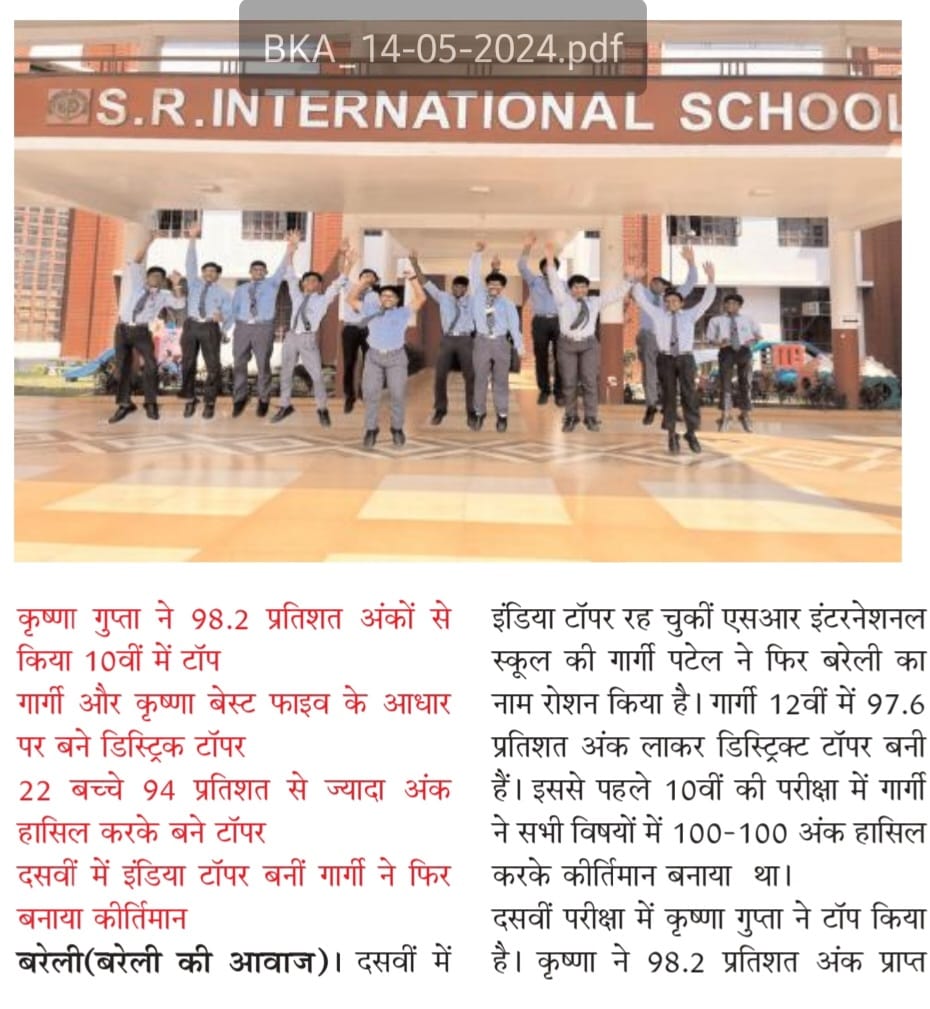 BKA_14-05-2024.pdf
S.R.INTERNATIONAL SCHOOL
कृष्णा गुप्ता ने 98.2 प्रतिशत अंकों से
किया 10वीं में टॉप
गार्गी और कृष्णा बेस्ट फाइव के आधार
पर बने डिस्ट्रिक टॉपर
22 बच्चे 94 प्रतिशत से ज्यादा अंक
हासिल करके बने टॉपर
दसवीं में इंडिया टॉपर बनीं गार्गी ने फिर
बनाया कीर्तिमान
बरेली(बरेली की आवाज)। दसवीं में
इंडिया टॉपर रह चुकीं एसआर इंटरनेशनल
स्कूल की गार्गी पटेल ने फिर बरेली का
नाम रोशन किया है। गार्गी 12वीं में 97.6
प्रतिशत अंक लाकर डिस्ट्रिक्ट टॉपर बनी
हैं। इससे पहले 10वीं की परीक्षा में गार्गी
ने सभी विषयों में 100-100 अंक हासिल
करके कीर्तिमान बनाया था।
दसवीं परीक्षा में कृष्णा गुप्ता ने टॉप किया
है। कृष्णा ने 98.2 प्रतिशत अंक प्राप्त